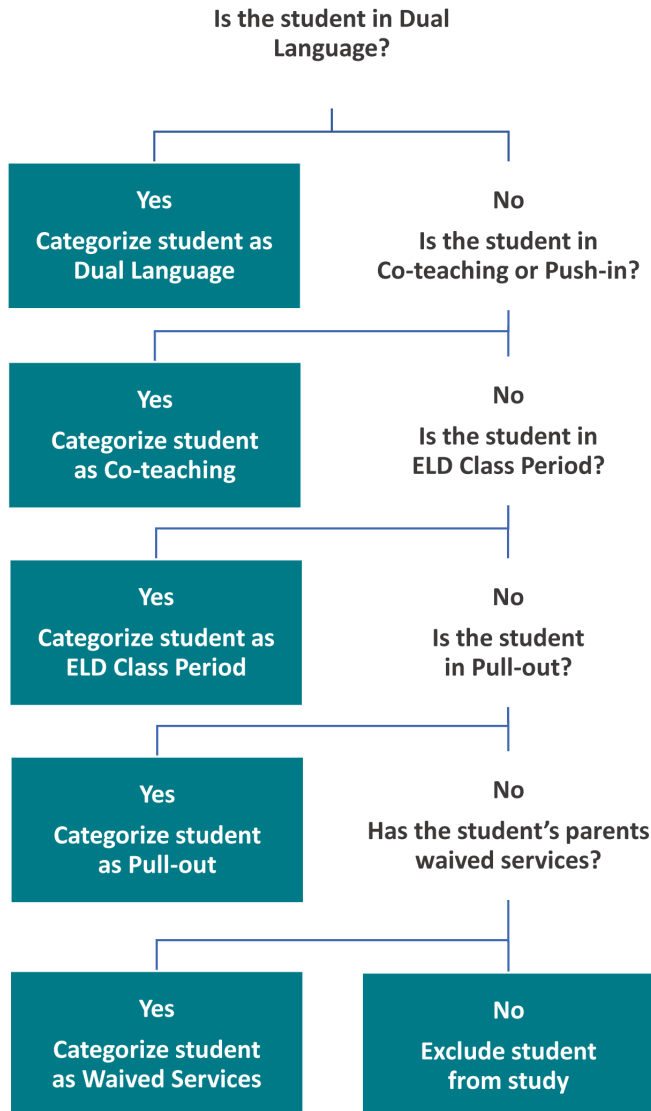 Is the student in Dual
Language?
Yes
Categorize student as
Dual Language
No
Is the student in
Co-teaching or Push-in?
Yes
Categorize student
as Co-teaching
No
Is the student in
ELD Class Period?
Yes
Categorize student as
ELD Class Period
No
Is the student
in Pull-out?
Yes
Categorize student
as Pull-out
No
Has the student’s parents
waived services?
Yes
Categorize student
as Waived Services
No
Exclude student
from study